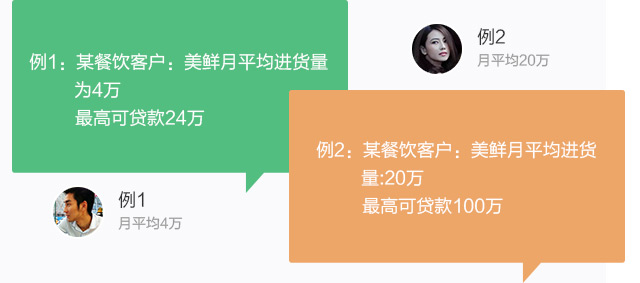 例1：某餐饮客户：美鲜月平均进货量
为4万
最高可贷款24万
例1
月平均4万
例2
月平均20万
例2：某餐饮客户：美鲜月平均进货
量:20万
最高可贷款100万